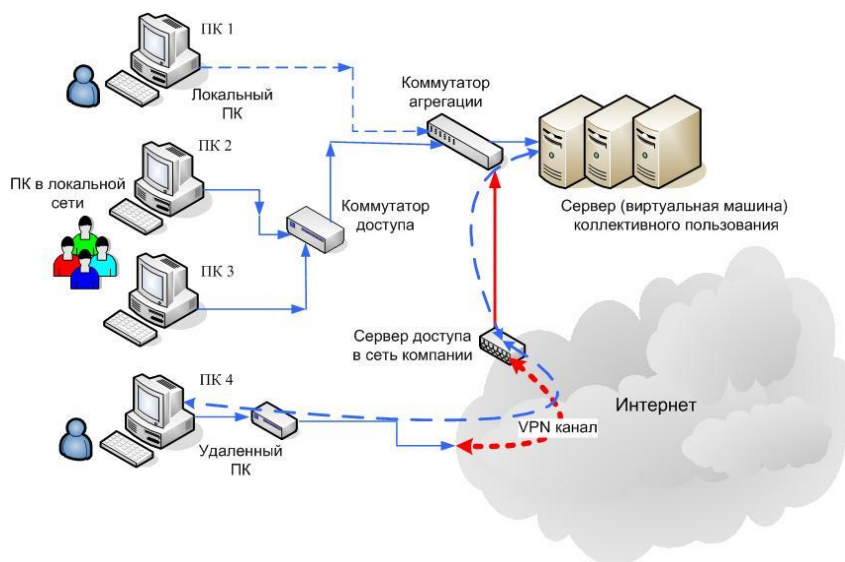 ПК 1
Локальный
ПК
Коммутатор
агрегации
ПК 2
ПК в локальной
сети
Коммутатор
доступа
Сервер (виртуальная машина)
коллективного пользования
ПК 3
Сервер доступа
в сеть компании
ПК 4
Интернет
VPN канал
Удаленный
ПК